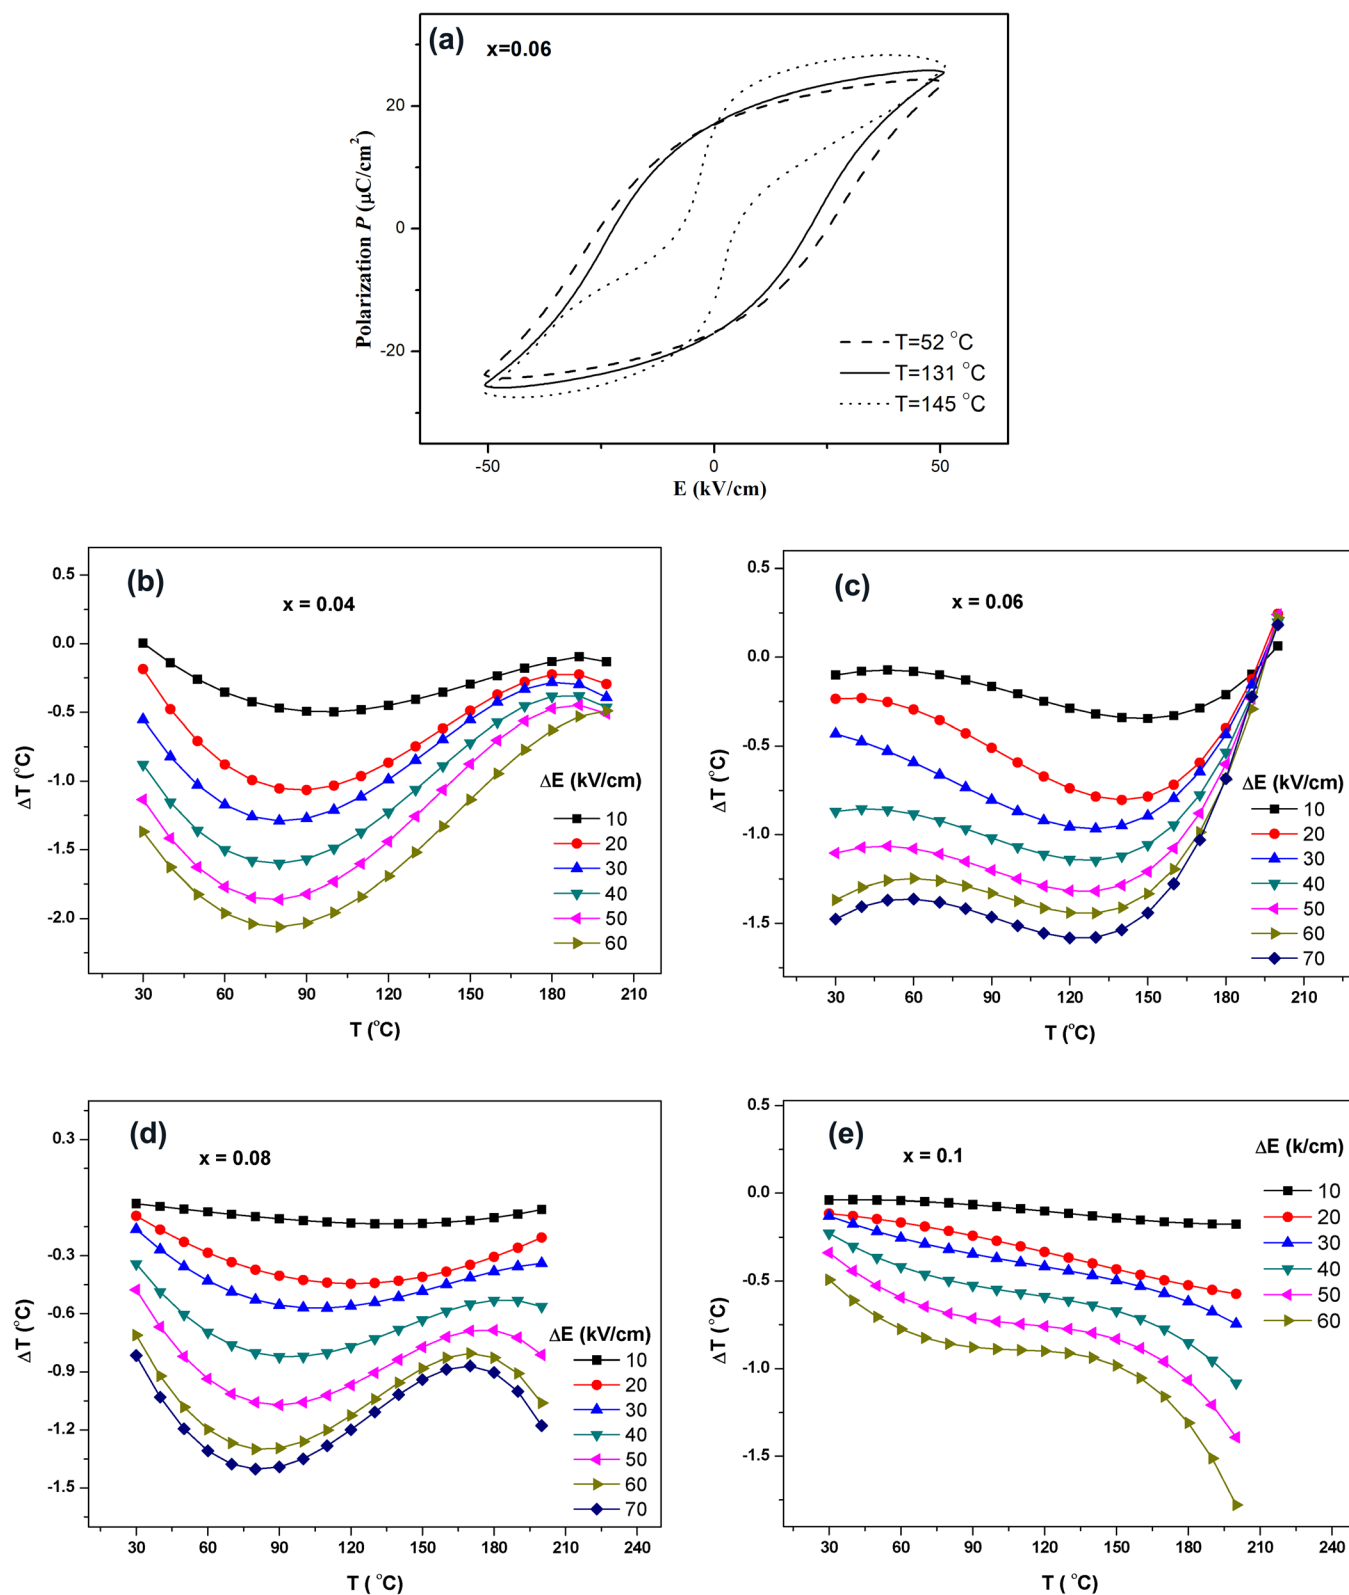 (a)
x=0.06
Polarization P (µC/cm²)
20
0
-20
T=52 °C
T=131 °C
T=145 °C
-50
0
50
E (kV/cm)
(b)
x = 0.04
ΔT (°C)
0.5
0.0
-0.5
-1.0
-1.5
-2.0
ΔE (kV/cm)
10
20
30
40
50
60
30 60 90 120 150 180 210
T (°C)
(c)
x = 0.06
ΔT (°C)
0.5
0.0
-0.5
-1.0
-1.5
ΔE (kV/cm)
10
20
30
40
50
60
70
30 60 90 120 150 180 210
T (°C)
(d)
x = 0.08
ΔT (°C)
0.3
-0.3
-0.6
-0.9
-1.2
-1.5
ΔE (kV/cm)
10
20
30
40
50
60
70
30 60 90 120 150 180 210 240
T ( °C)
(e)
x = 0.1
ΔT (°C)
0.5
0.0
-0.5
-1.0
-1.5
ΔE (k/cm)
10
20
30
40
50
60
30 60 90 120 150 180 210 240
T ( °C)